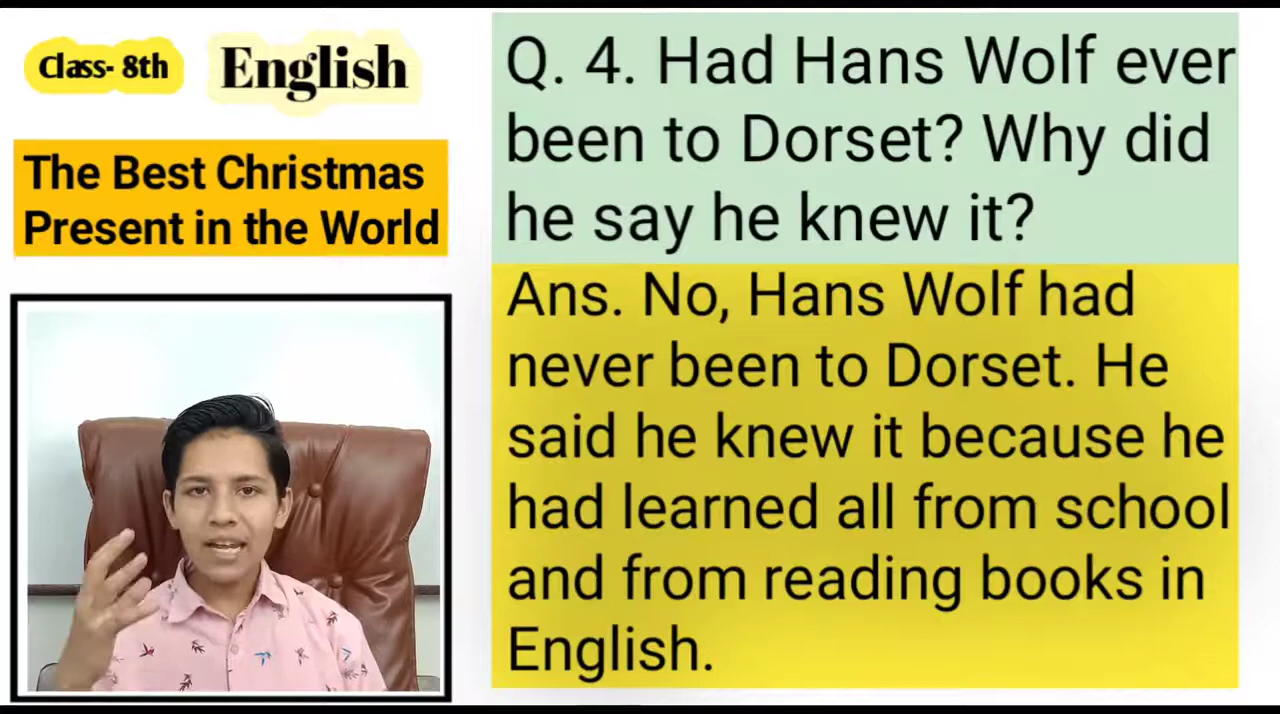 Class- 8th
English
The Best Christmas
Present in the World
Q. 4. Had Hans Wolf ever
been to Dorset? Why did
he say he knew it?
Ans. No, Hans Wolf had
never been to Dorset. He
said he knew it because he
had learned all from school
and from reading books in
English.